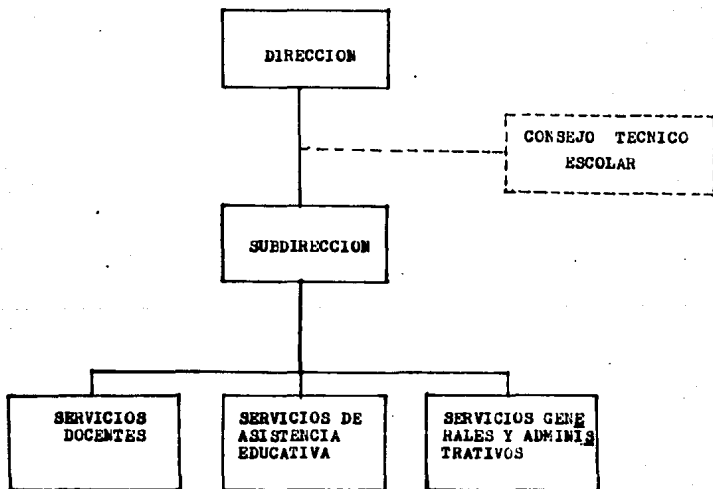 DIRECCION
CONSEJO TECNICO
ESCOLAR
SUBDIRECCION
SERVICIOS
DOCENTES
SERVICIOS DE
ASISTENCIA
EDUCATIVA
SERVICIOS GENE
RALES Y ADMINIS
TRATIVOS